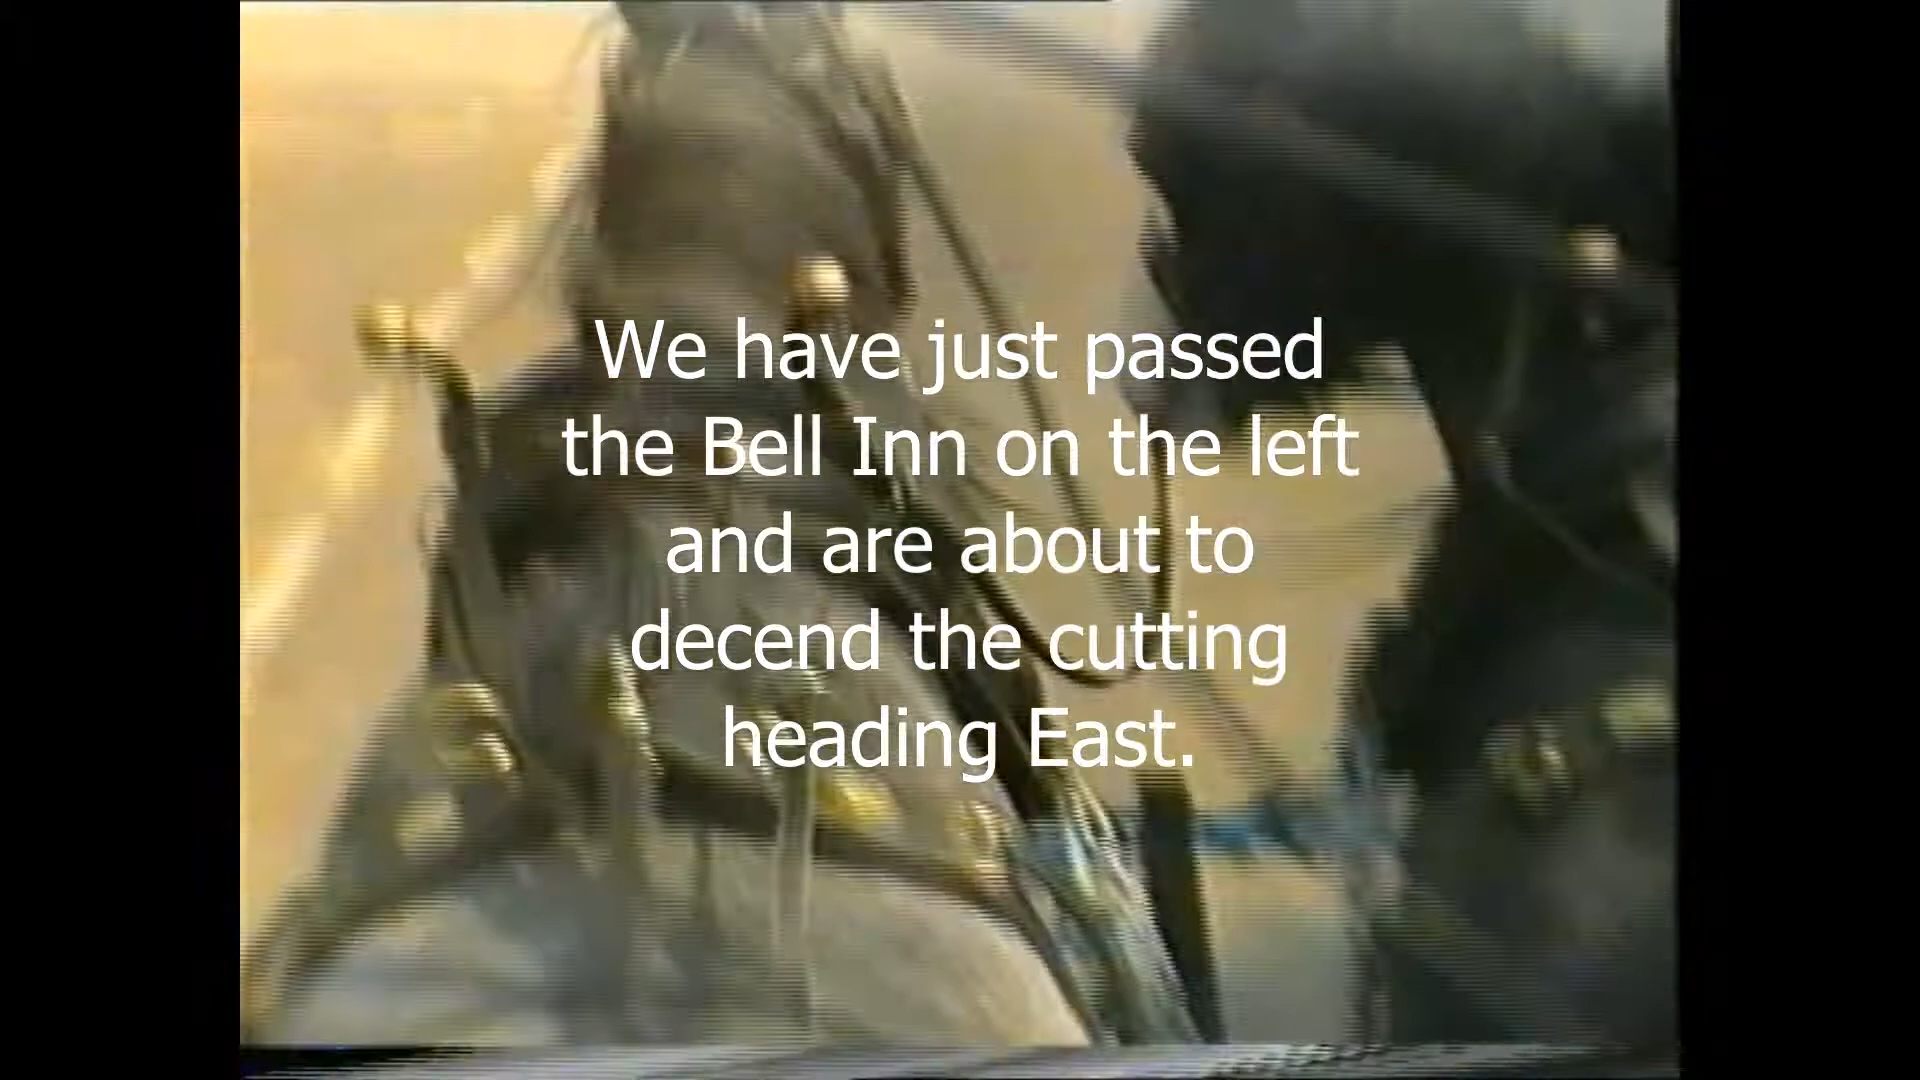 We have just passed
the Bell Inn on the left
and are about to
decend the cutting
heading East.